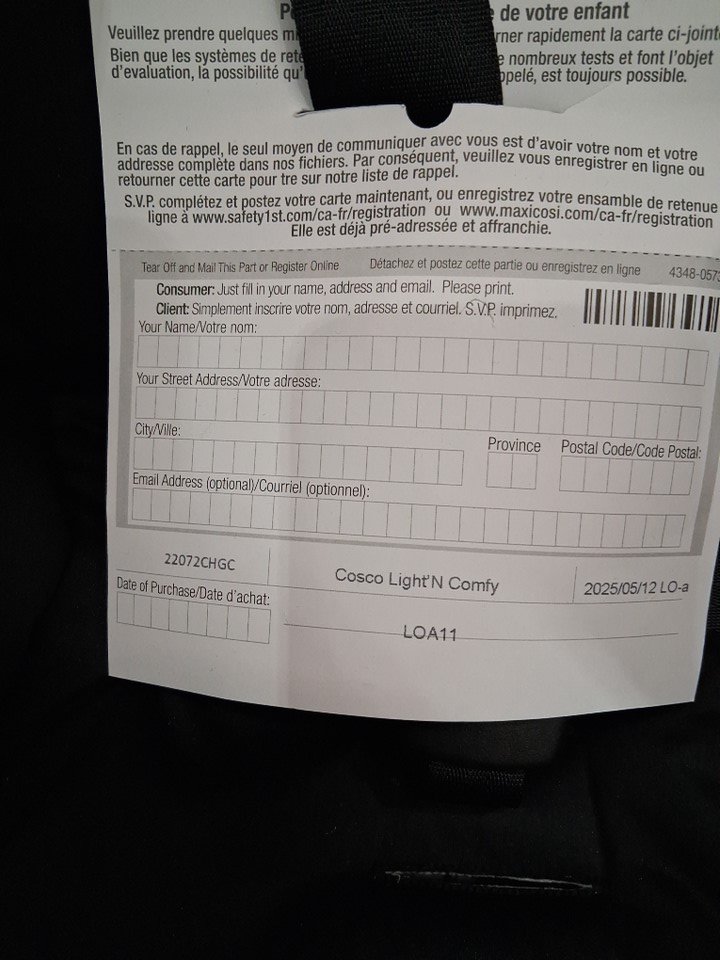 de votre enfant
Veuillez prendre quelques rapidement la carte ci-jointe
Bien que les systèmes de nombreux tests et font l'objet
d'évaluation, la possibilité qu' est toujours possible.
En cas de rappel, le seul moyen de communiquer avec vous est d'avoir votre nom et votre
addresse complète dans nos fichiers. Par conséquent, veuillez vous enregistrer en ligne ou
retourner cette carte pour tre sur notre liste de rappel.
S.V.P. complétez et postez votre carte maintenant, ou enregistrez votre ensamble de retenue
ligne à www.safety1st.com/ca-fr/registration ou www.maxicosi.com/ca-fr/registration
Elle est déjà pré-adressée et affranchie.
Tear Off and Mail This Part or Register Online Détachez et postez cette partie ou enregistrez en ligne 4348-0573
Consumer: Just fill in your name, address and email. Please print.
Client: Simplement inscrire votre nom, adresse et courriel. S.V.P. imprimez.
Your Name/Votre nom:
Your Street Address/Votre adresse:
City/Ville: Province Postal Code/Code Postal:
Email Address (optional)/Courriel (optionnel):
22072CHGC Cosco Light'N Comfy 2025/05/12 LO-a
Date of Purchase/Date d'achat:
LOA11